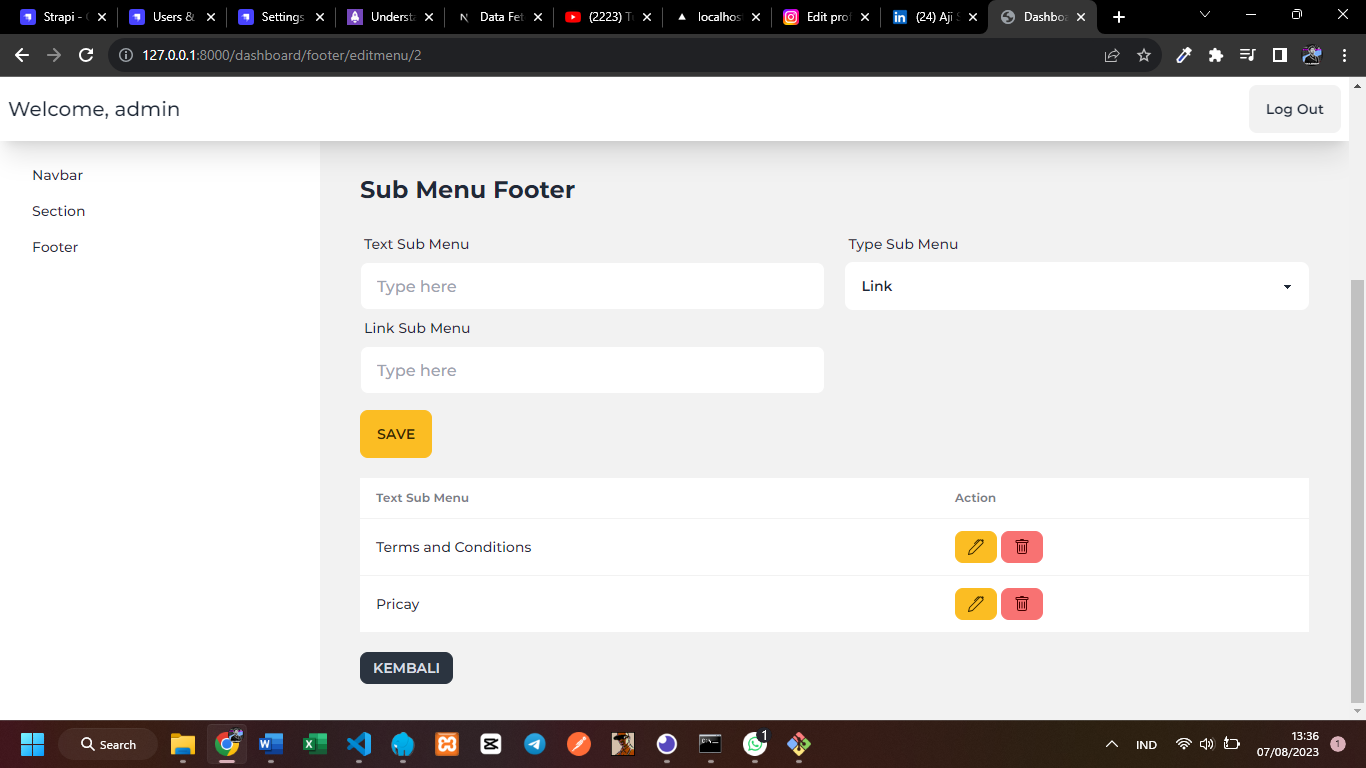 Strapi - C
Users &
Settings
Underst
Data Fet
(2223) T
localhos
Edit prof
(24) Aji S
Dashboa
127.0.0.1:8000/dashboard/footer/editmenu/2
Welcome, admin
Log Out
Navbar
Section
Footer
Sub Menu Footer
Text Sub Menu
Type Sub Menu
Type here
Link
Link Sub Menu
Type here
SAVE
Text Sub Menu
Action
Terms and Conditions
Pricay
KEMBALI
Search
1
IND
13:36
07/08/2023
1